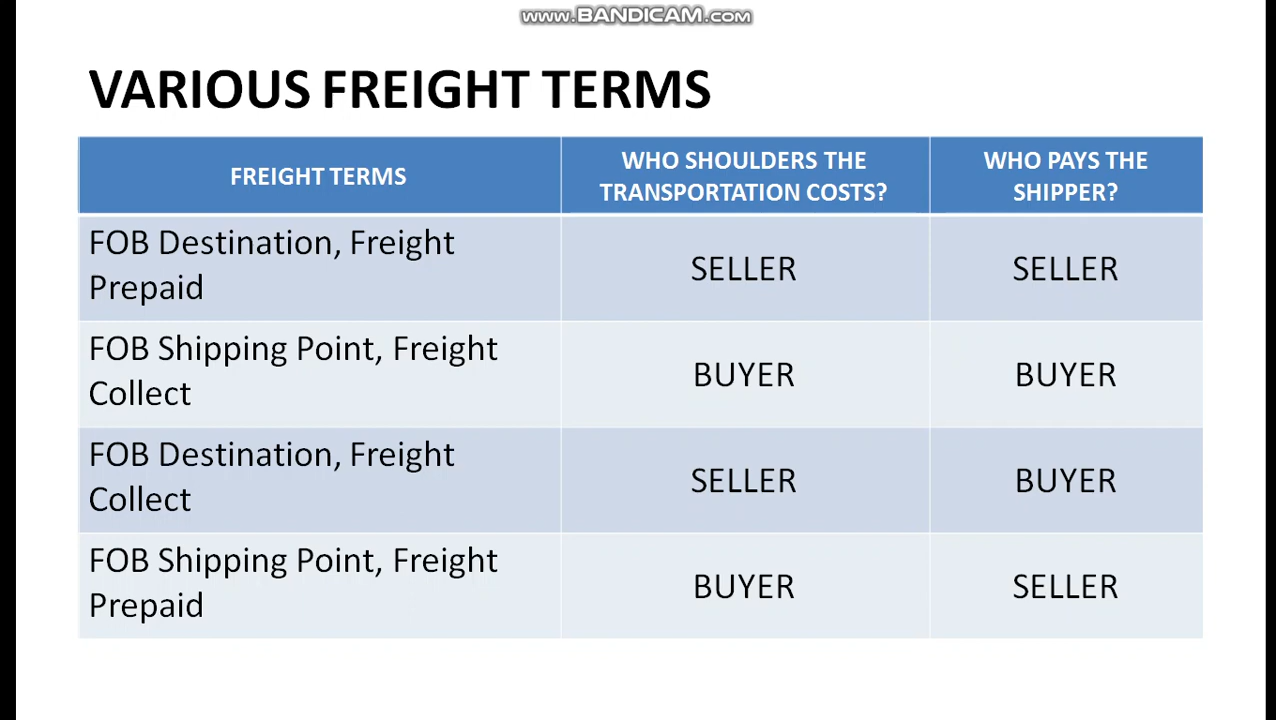 www.BANDICAM.com
VARIOUS FREIGHT TERMS
FREIGHT TERMS
WHO SHOULDERS THE
TRANSPORTATION COSTS?
WHO PAYS THE
SHIPPER?
FOB Destination, Freight
Prepaid
SELLER
SELLER
FOB Shipping Point, Freight
Collect
BUYER
BUYER
FOB Destination, Freight
Collect
SELLER
BUYER
FOB Shipping Point, Freight
Prepaid
BUYER
SELLER